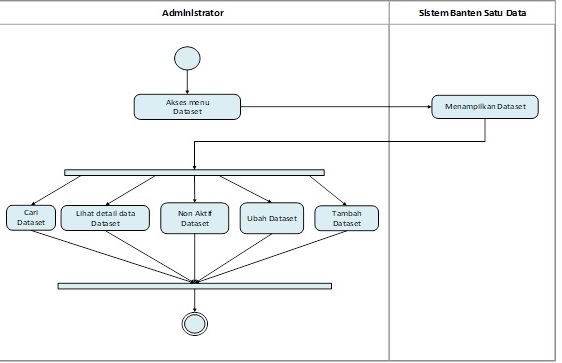 Administrator
Sistem Banten Satu Data
Akses menu
Dataset
Menampilkan Dataset
Cari
Dataset
Lihat detail data
Dataset
Non Aktif
Dataset
Ubah Dataset
Tambah
Dataset